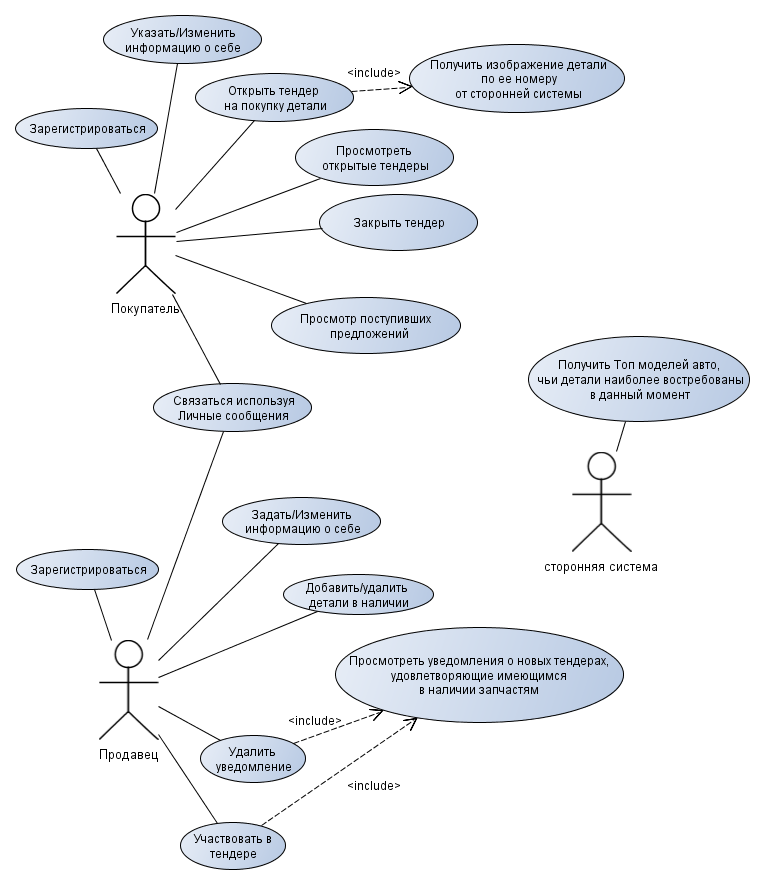 Указать/Изменить
информацию о себе
<include>
Получить изображение детали
по ее номеру
от сторонней системы
Открыть тендер
на покупку детали
Зарегистрироваться
Просмотреть
открытые тендеры
Закрыть тендер
Покупатель
Просмотр поступивших
предложений
Получить Топ моделей авто,
чьи детали наиболее востребованы
в данный момент
Связаться используя
Личные сообщения
Задать/Изменить
информацию о себе
сторонняя система
Зарегистрироваться
Добавить/удалить
детали в наличии
Просмотреть уведомления о новых тендерах,
удовлетворяющие имеющимся
в наличии запчастям
<include>
Продавец
Удалить
уведомление
<include>
Участвовать в
тендере